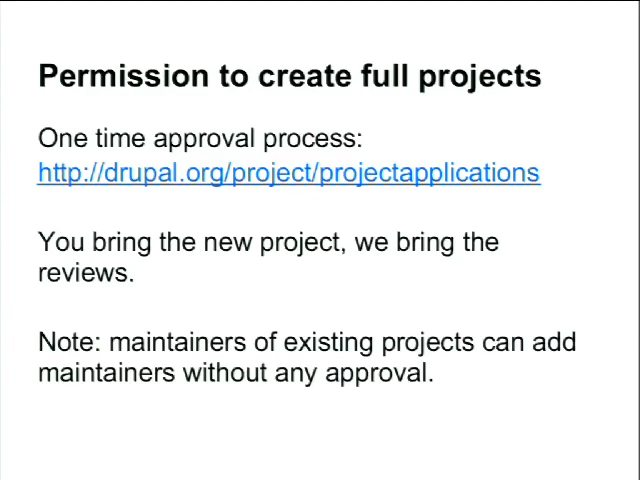 Permission to create full projects
One time approval process:
http://drupal.org/project/projectapplications
You bring the new project, we bring the
reviews.
Note: maintainers of existing projects can add
maintainers without any approval.